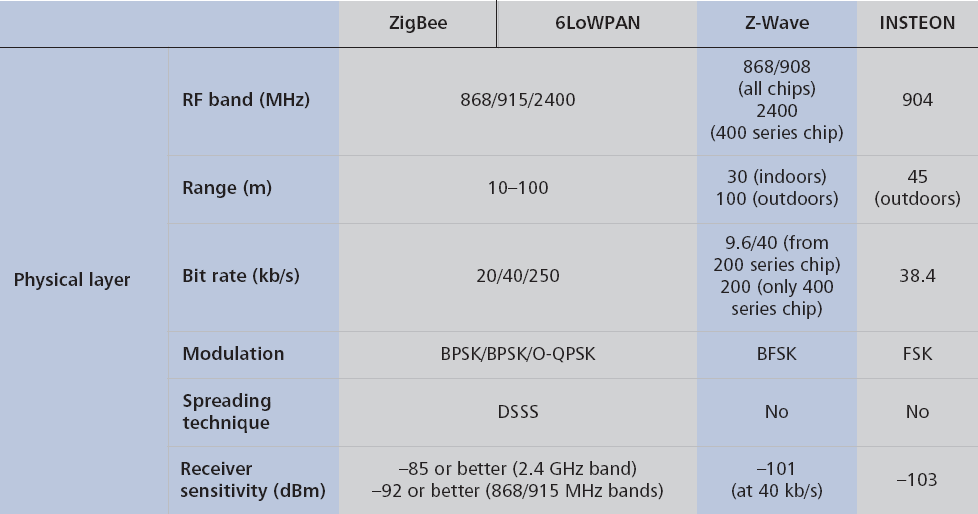 ZigBee 6LoWPAN Z-Wave INSTEON
Physical layer
RF band (MHz)
868/915/2400
868/908
(all chips)
2400
(400 series chip)
904
Range (m)
10–100
30 (indoors)
100 (outdoors)
45
(outdoors)
Bit rate (kb/s)
20/40/250
9.6/40 (from
200 series chip)
200 (only 400
series chip)
38.4
Modulation
BPSK/BPSK/O-QPSK
BFSK
FSK
Spreading
technique
DSSS
No
No
Receiver
sensitivity (dBm)
–85 or better (2.4 GHz band)
–92 or better (868/915 MHz bands)
–101
(at 40 kb/s)
–103